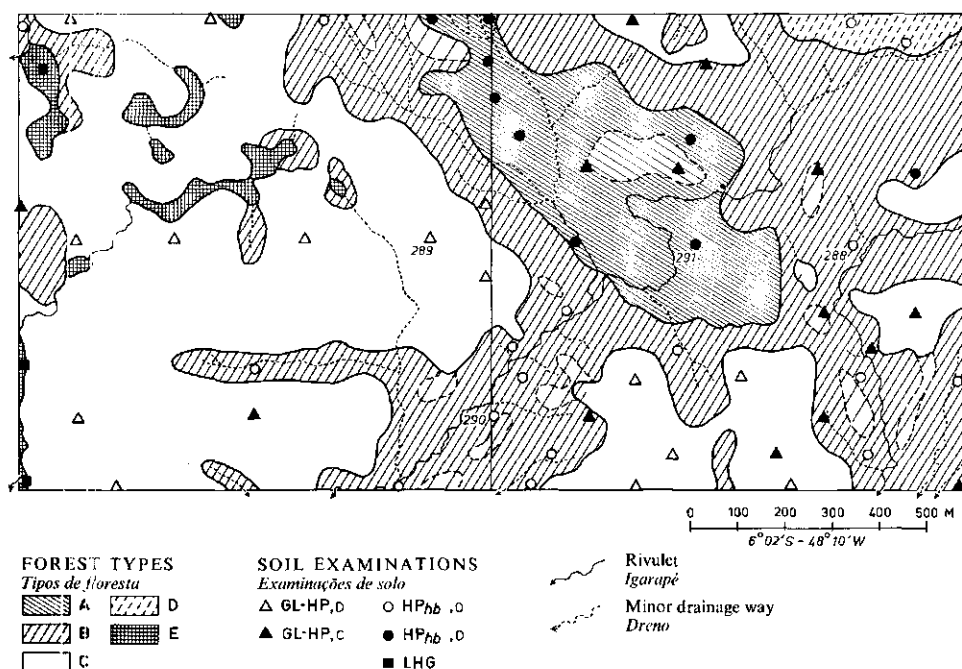 289
291
288
290
0 100 200 300 400 500 M
6°02'S - 48°10'W
FOREST TYPES
Tipos de floresta
A D
B E
C
SOIL EXAMINATIONS
Examinações de solo
GL-HP,D HPhb ,O
GL-HP,C HPhb ,D
LHG
Rivulet
Igarapé
Minor drainage way
Dreno